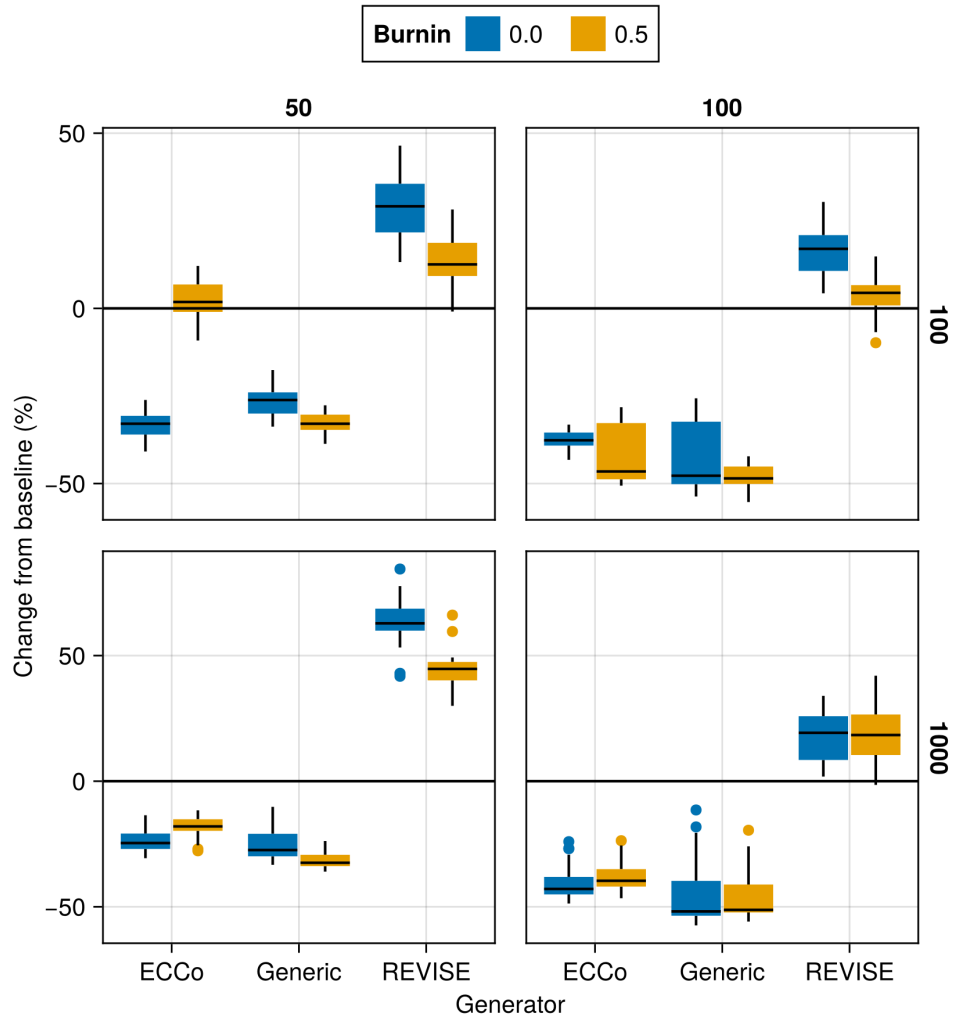 Burnin 0.0 0.5
50 100
Change from baseline (%)
50
0
−50
100
50
0
−50
1000
ECCo Generic REVISE ECCo Generic REVISE
Generator